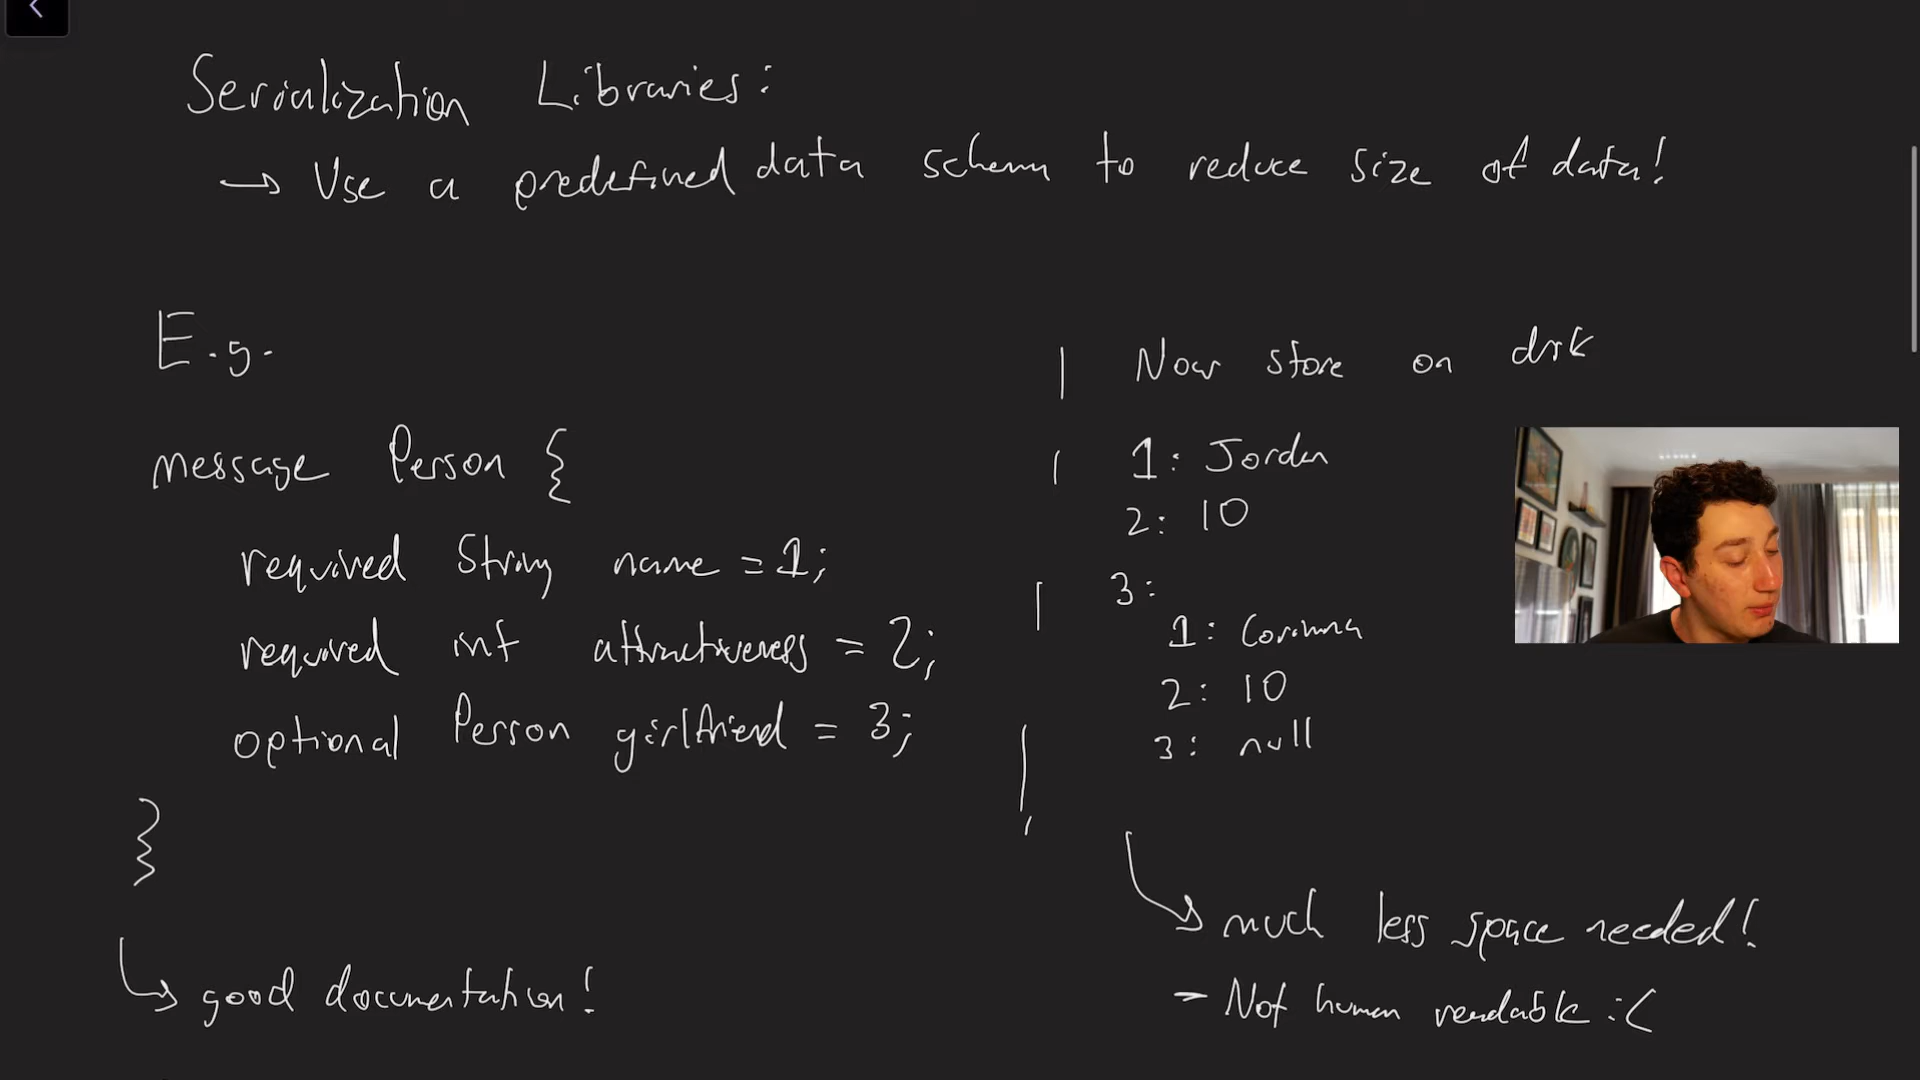 Serialization Libraries:
→ Use a predefined data schema to reduce size of data!
E.g.
message Person {
required String name = 1;
required int attractiveness = 2;
optional Person girlfriend = 3;
}
↳ good documentation!
Now store on disk
1: Jordan
2: 10
3:
1: Corinna
2: 10
3: null
↳ much less space needed!
- Not human readable :(